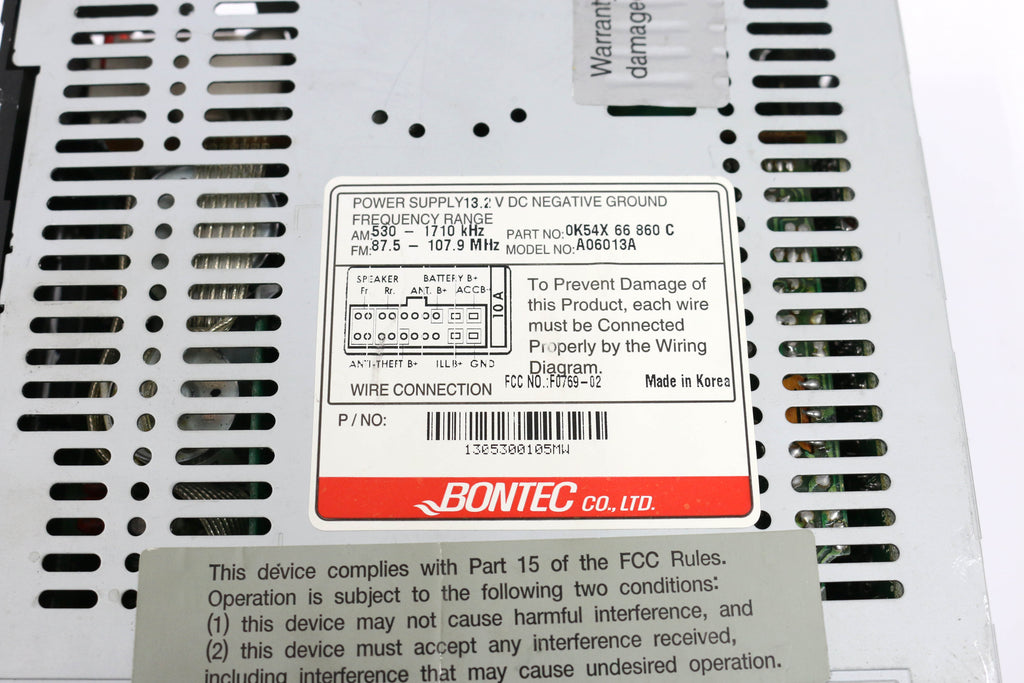 Warrant
damage
POWER SUPPLY13.2 V DC NEGATIVE GROUND
FREQUENCY RANGE
AM:530 - 1710 kHz PART NO:0K54X 66 860 C
FM:87.5 - 107.9 MHz MODEL NO:A06013A
SPEAKER BATTERY B+
Fr. Rr. ANT. B+ ACCB+
10A
ANTI-THEFT B+ ILLB+ GND
WIRE CONNECTION
To Prevent Damage of
this Product, each wire
must be Connected
Properly by the Wiring
Diagram.
FCC NO.:F0769-02 Made in Korea
P/NO:
1305300105MW
BONTEC CO., LTD.
This device complies with Part 15 of the FCC Rules.
Operation is subject to the following two conditions:
(1) this device may not cause harmful interference, and
(2) this device must accept any interference received,
including interference that may cause undesired operation.